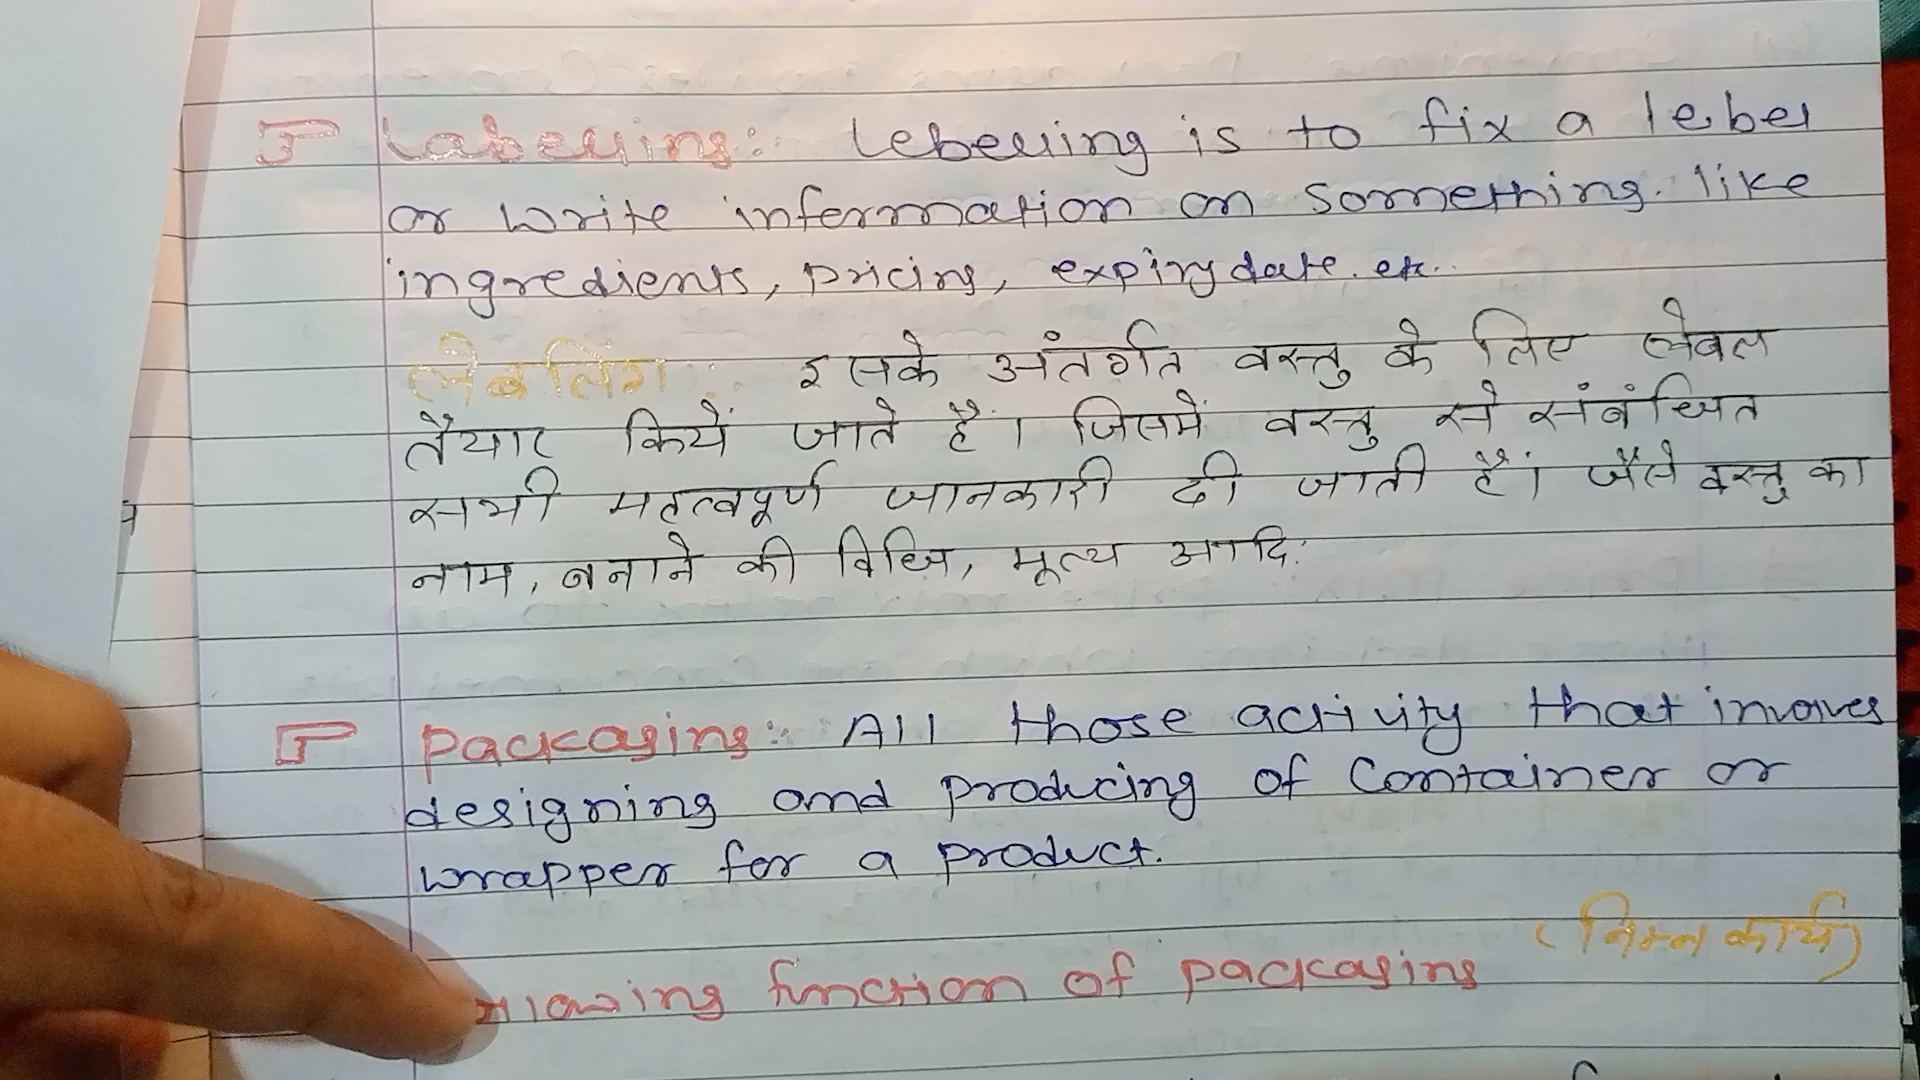 Labelling: Lebelling is to fix a lebel
or write information on something. like
ingredients, pricing, expiry date. etc..
लेबलिंग : इसके अंतर्गत वस्तु के लिए लेबल
तैयार कियें जाते हैं । जिसमें वस्तु से संबंधित
सभी महत्वपूर्ण जानकारी दी जाती हैं। जैसे वस्तु का
नाम, बनाने की विधि, मूल्य आदि.
Packaging: All those activity that invoves
designing and producing of Container or
wrapper for a product.
(निम्न कार्य)
function of packaging